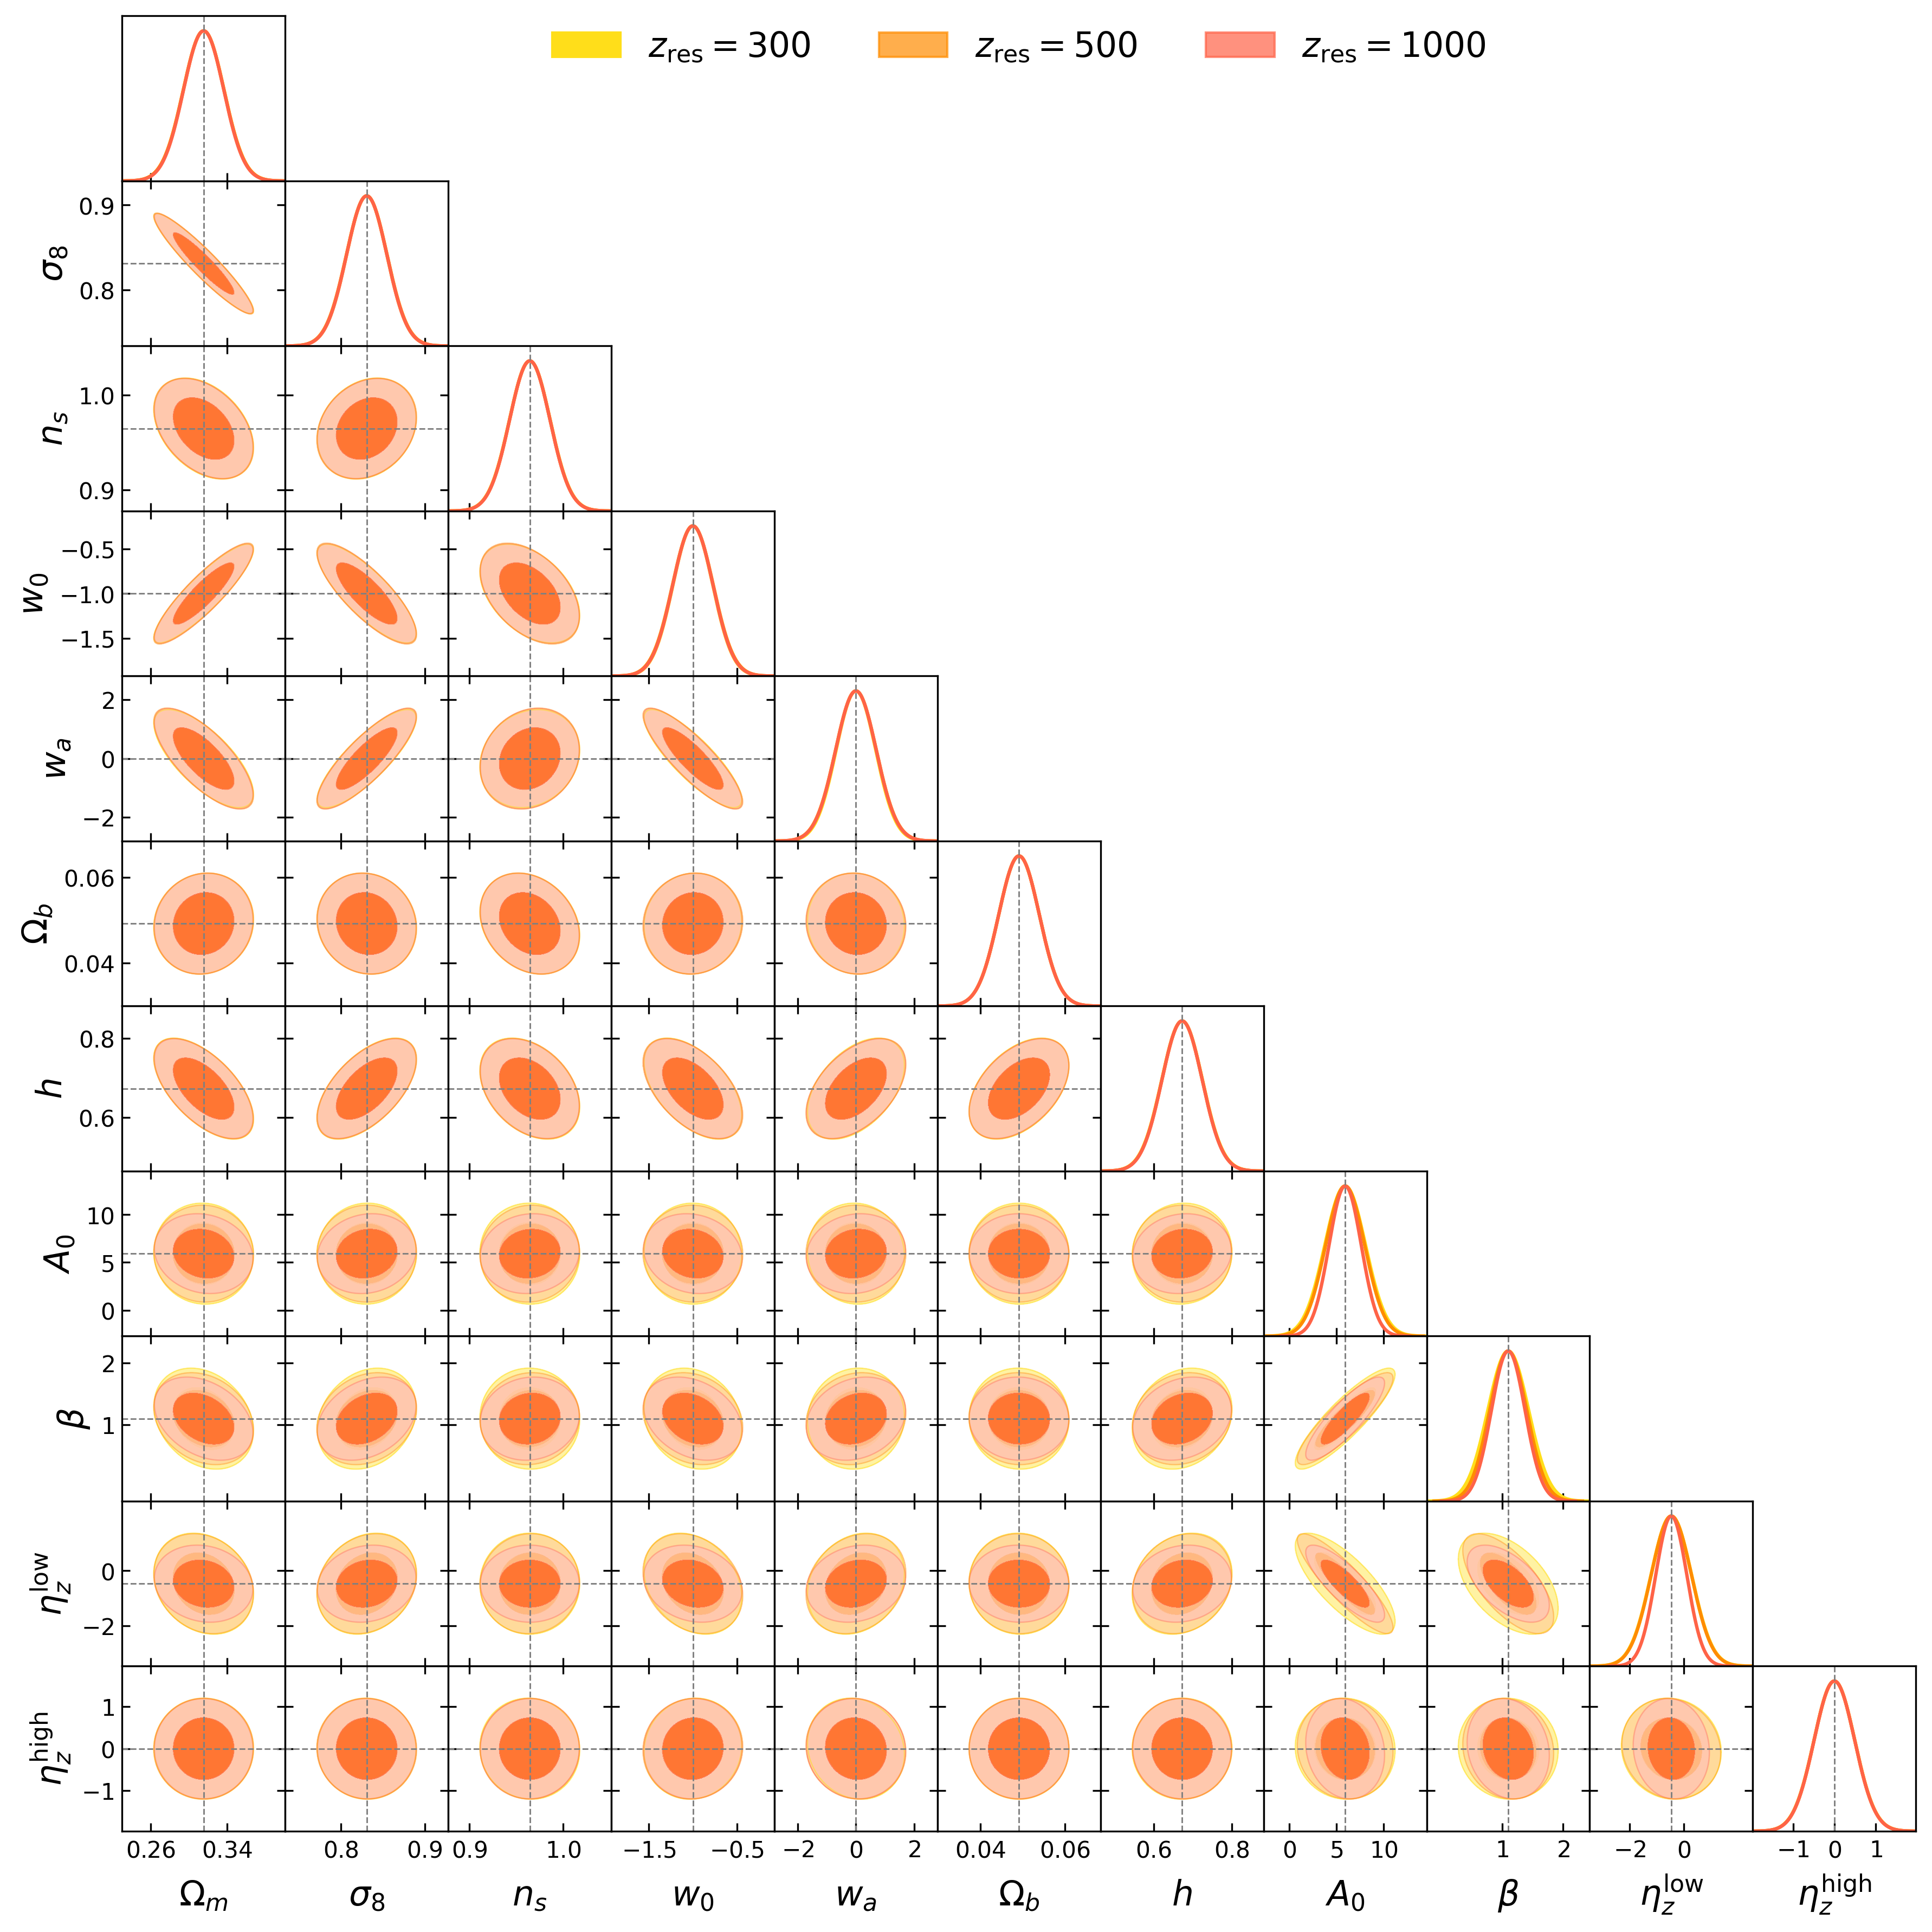 z_res = 300 z_res = 500 z_res = 1000
0.9
σ_8
0.8
1.0
n_s
0.9
−0.5
w_0
−1.0
−1.5
2
w_a
0
−2
0.06
Ω_b
0.04
0.8
h
0.6
10
A_0
5
0
2
β
1
0
η_z^low
−2
1
η_z^high
0
−1
0.26 0.34 0.8 0.9 0.9 1.0 −1.5 −0.5 −2 0 2 0.04 0.06 0.6 0.8 0 5 10 1 2 −2 0 −1 0 1
Ω_m σ_8 n_s w_0 w_a Ω_b h A_0 β η_z^low η_z^high